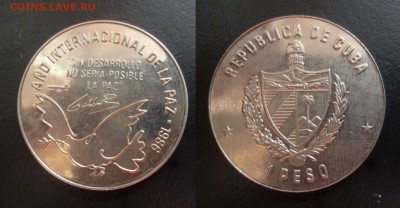 COINS.LAVE.RU
AÑO INTERNACIONAL DE LA PAZ 1986
SIN DESARROLLO
NO SERIA POSIBLE
LA PAZ
REPUBLICA DE CUBA
1 PESO